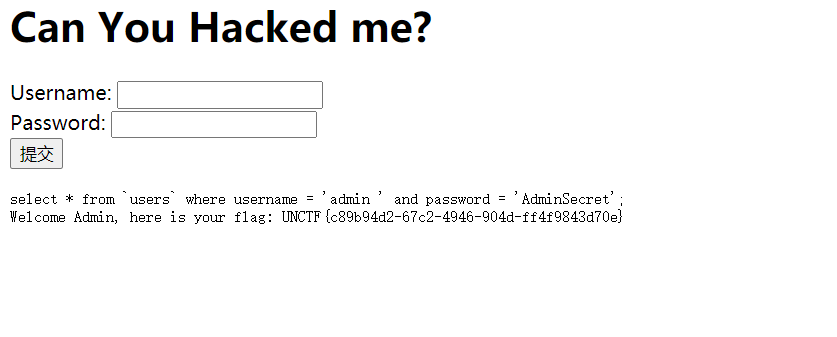 Can You Hacked me?
Username:
Password:
提交
select * from `users` where username = 'admin ' and password = 'AdminSecret';
Welcome Admin, here is your flag: UNCTF{c89b94d2-67c2-4946-904d-ff4f9843d70e}